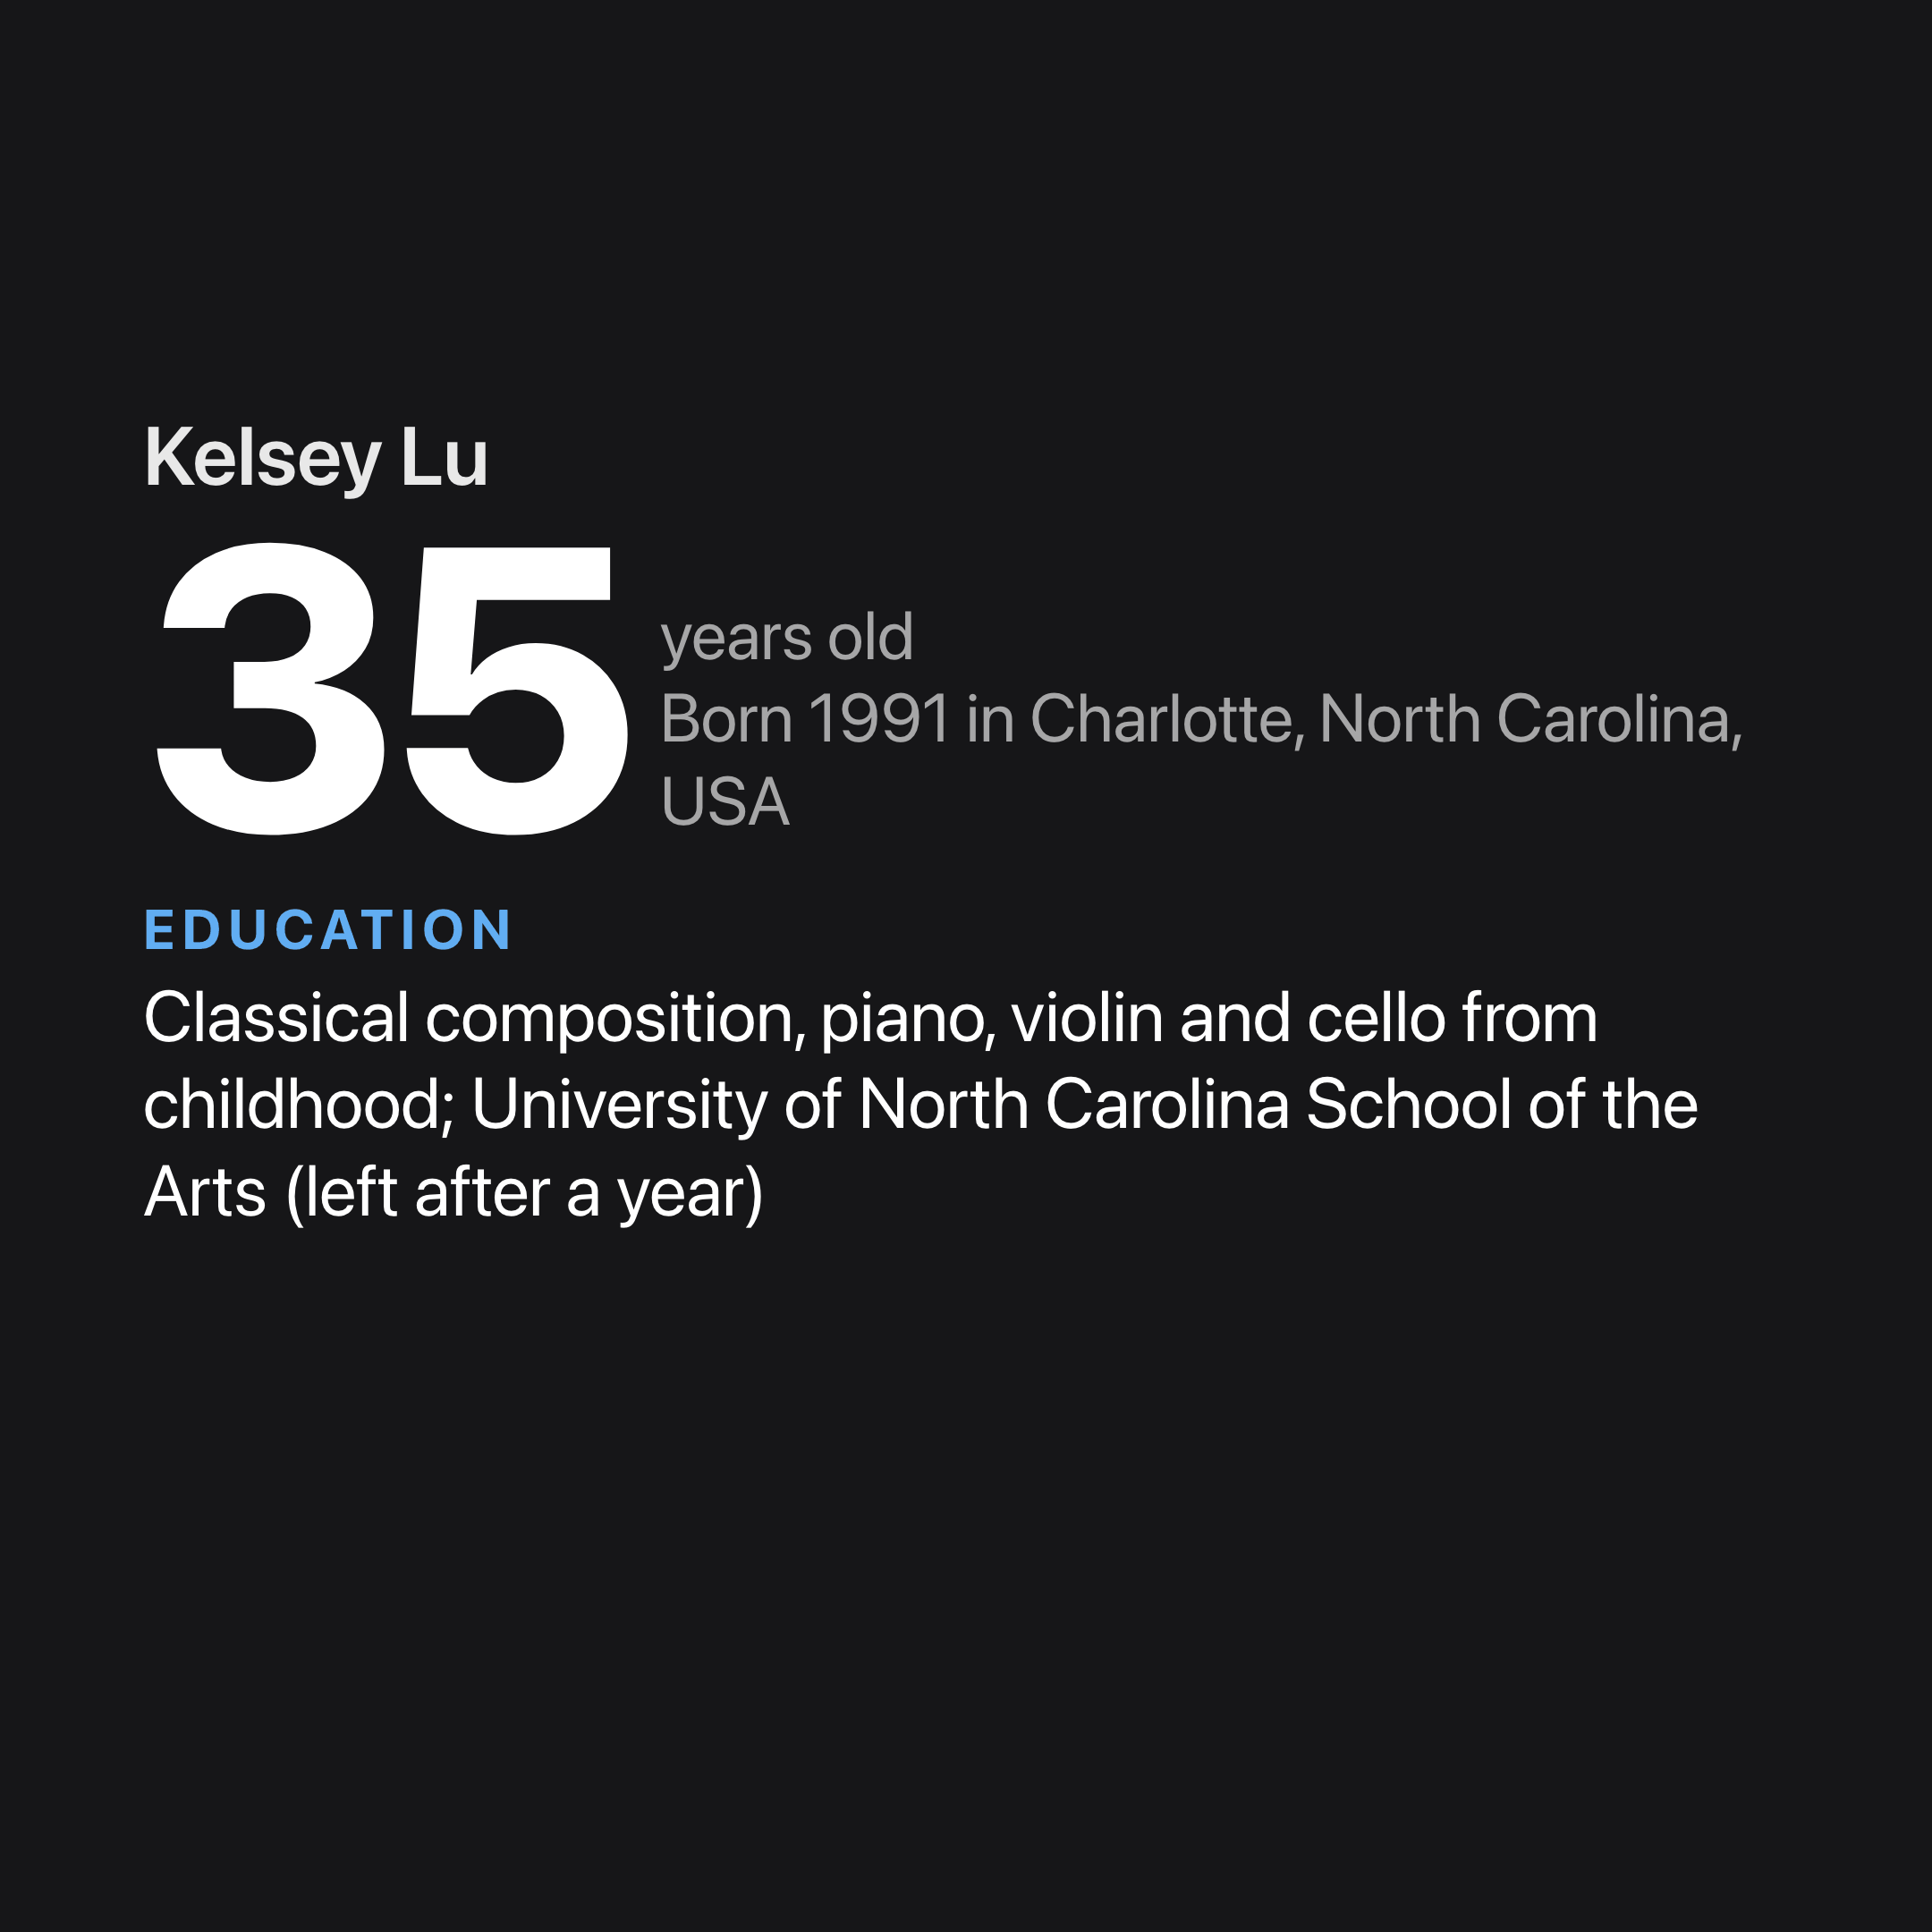 Kelsey Lu
35
years old
Born 1991 in Charlotte, North Carolina,
USA
EDUCATION
Classical composition, piano, violin and cello from
childhood; University of North Carolina School of the
Arts (left after a year)